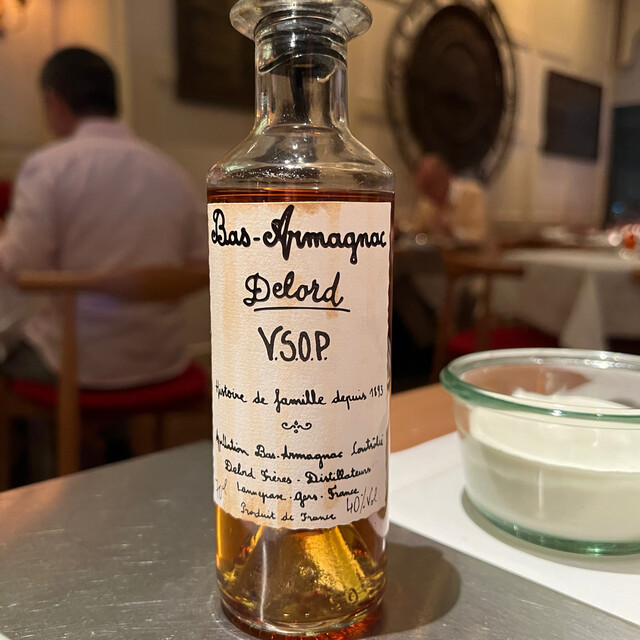 Bas-Armagnac
Delord
V.S.O.P.
Histoire de famille depuis 1893
Appellation Bas-Armagnac Contrôlée
Delord Frères - Distillateurs
Lannepax - Gers - France
40% Vol
Produit de France